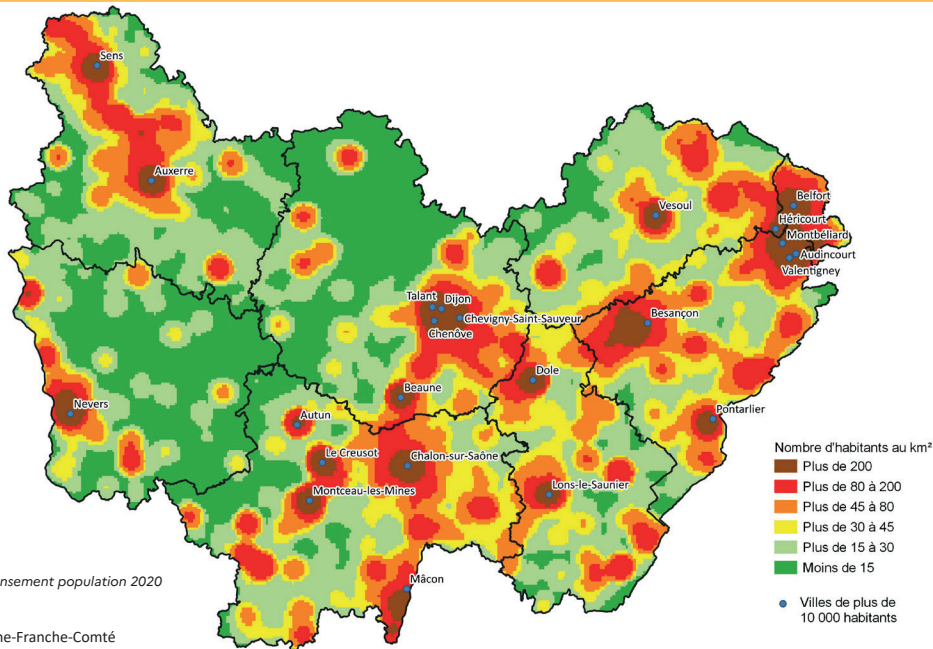 Sens
Auxerre
Vesoul
Belfort
Héricourt
Montbéliard
Audincourt
Valentigney
Talant
Dijon
Chevigny-Saint-Sauveur
Chenôve
Besançon
Dole
Beaune
Nevers
Autun
Pontarlier
Le Creusot
Chalon-sur-Saône
Montceau-les-Mines
Lons-le-Saunier
Mâcon
Nombre d'habitants au km²
Plus de 200
Plus de 80 à 200
Plus de 45 à 80
Plus de 30 à 45
Plus de 15 à 30
Moins de 15
Villes de plus de
10 000 habitants
nsement population 2020
ne-Franche-Comté